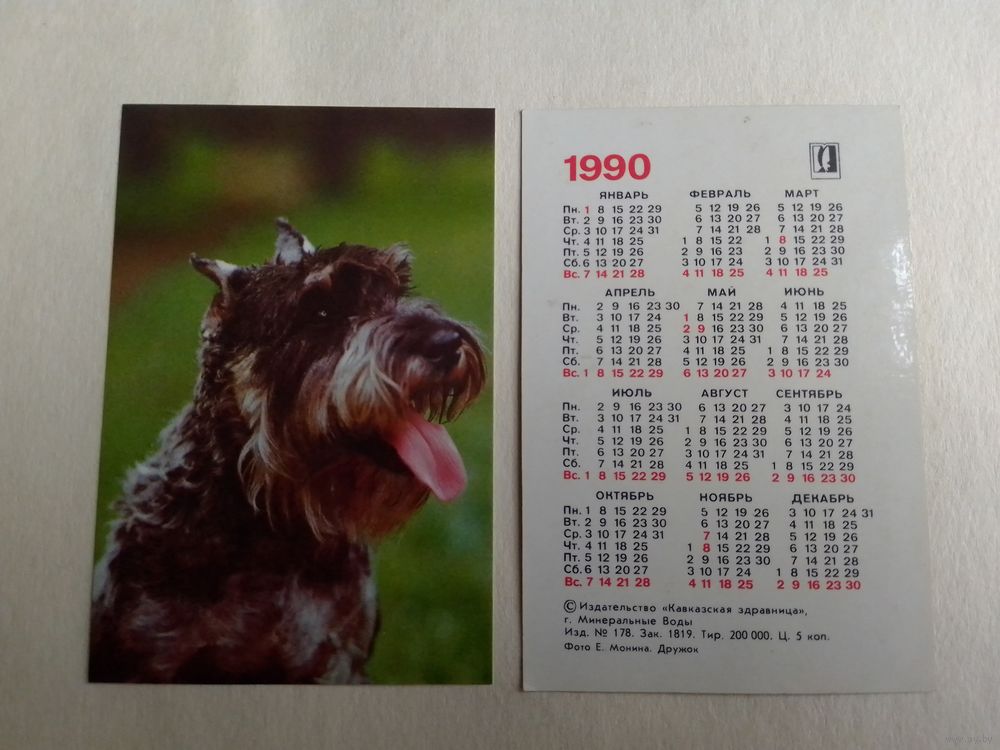 1990
ЯНВАРЬ ФЕВРАЛЬ МАРТ
Пн. 1 8 15 22 29 5 12 19 26 5 12 19 26
Вт. 2 9 16 23 30 6 13 20 27 6 13 20 27
Ср. 3 10 17 24 31 7 14 21 28 7 14 21 28
Чт. 4 11 18 25 1 8 15 22 1 8 15 22 29
Пт. 5 12 19 26 2 9 16 23 2 9 16 23 30
Сб. 6 13 20 27 3 10 17 24 3 10 17 24 31
Вс. 7 14 21 28 4 11 18 25 4 11 18 25
АПРЕЛЬ МАЙ ИЮНЬ
Пн. 2 9 16 23 30 7 14 21 28 4 11 18 25
Вт. 3 10 17 24 1 8 15 22 29 5 12 19 26
Ср. 4 11 18 25 2 9 16 23 30 6 13 20 27
Чт. 5 12 19 26 3 10 17 24 31 7 14 21 28
Пт. 6 13 20 27 4 11 18 25 1 8 15 22 29
Сб. 7 14 21 28 5 12 19 26 2 9 16 23 30
Вс. 1 8 15 22 29 6 13 20 27 3 10 17 24
ИЮЛЬ АВГУСТ СЕНТЯБРЬ
Пн. 2 9 16 23 30 6 13 20 27 3 10 17 24
Вт. 3 10 17 24 31 7 14 21 28 4 11 18 25
Ср. 4 11 18 25 1 8 15 22 29 5 12 19 26
Чт. 5 12 19 26 2 9 16 23 30 6 13 20 27
Пт. 6 13 20 27 3 10 17 24 31 7 14 21 28
Сб. 7 14 21 28 4 11 18 25 1 8 15 22 29
Вс. 1 8 15 22 29 5 12 19 26 2 9 16 23 30
ОКТЯБРЬ НОЯБРЬ ДЕКАБРЬ
Пн. 1 8 15 22 29 5 12 19 26 3 10 17 24 31
Вт. 2 9 16 23 30 6 13 20 27 4 11 18 25
Ср. 3 10 17 24 31 7 14 21 28 5 12 19 26
Чт. 4 11 18 25 1 8 15 22 29 6 13 20 27
Пт. 5 12 19 26 2 9 16 23 30 7 14 21 28
Сб. 6 13 20 27 3 10 17 24 1 8 15 22 29
Вс. 7 14 21 28 4 11 18 25 2 9 16 23 30
© Издательство «Кавказская здравница»,
г. Минеральные Воды
Изд. № 178. Зак. 1819. Тир. 200 000. Ц. 5 коп.
Фото Е. Монина. Дружок